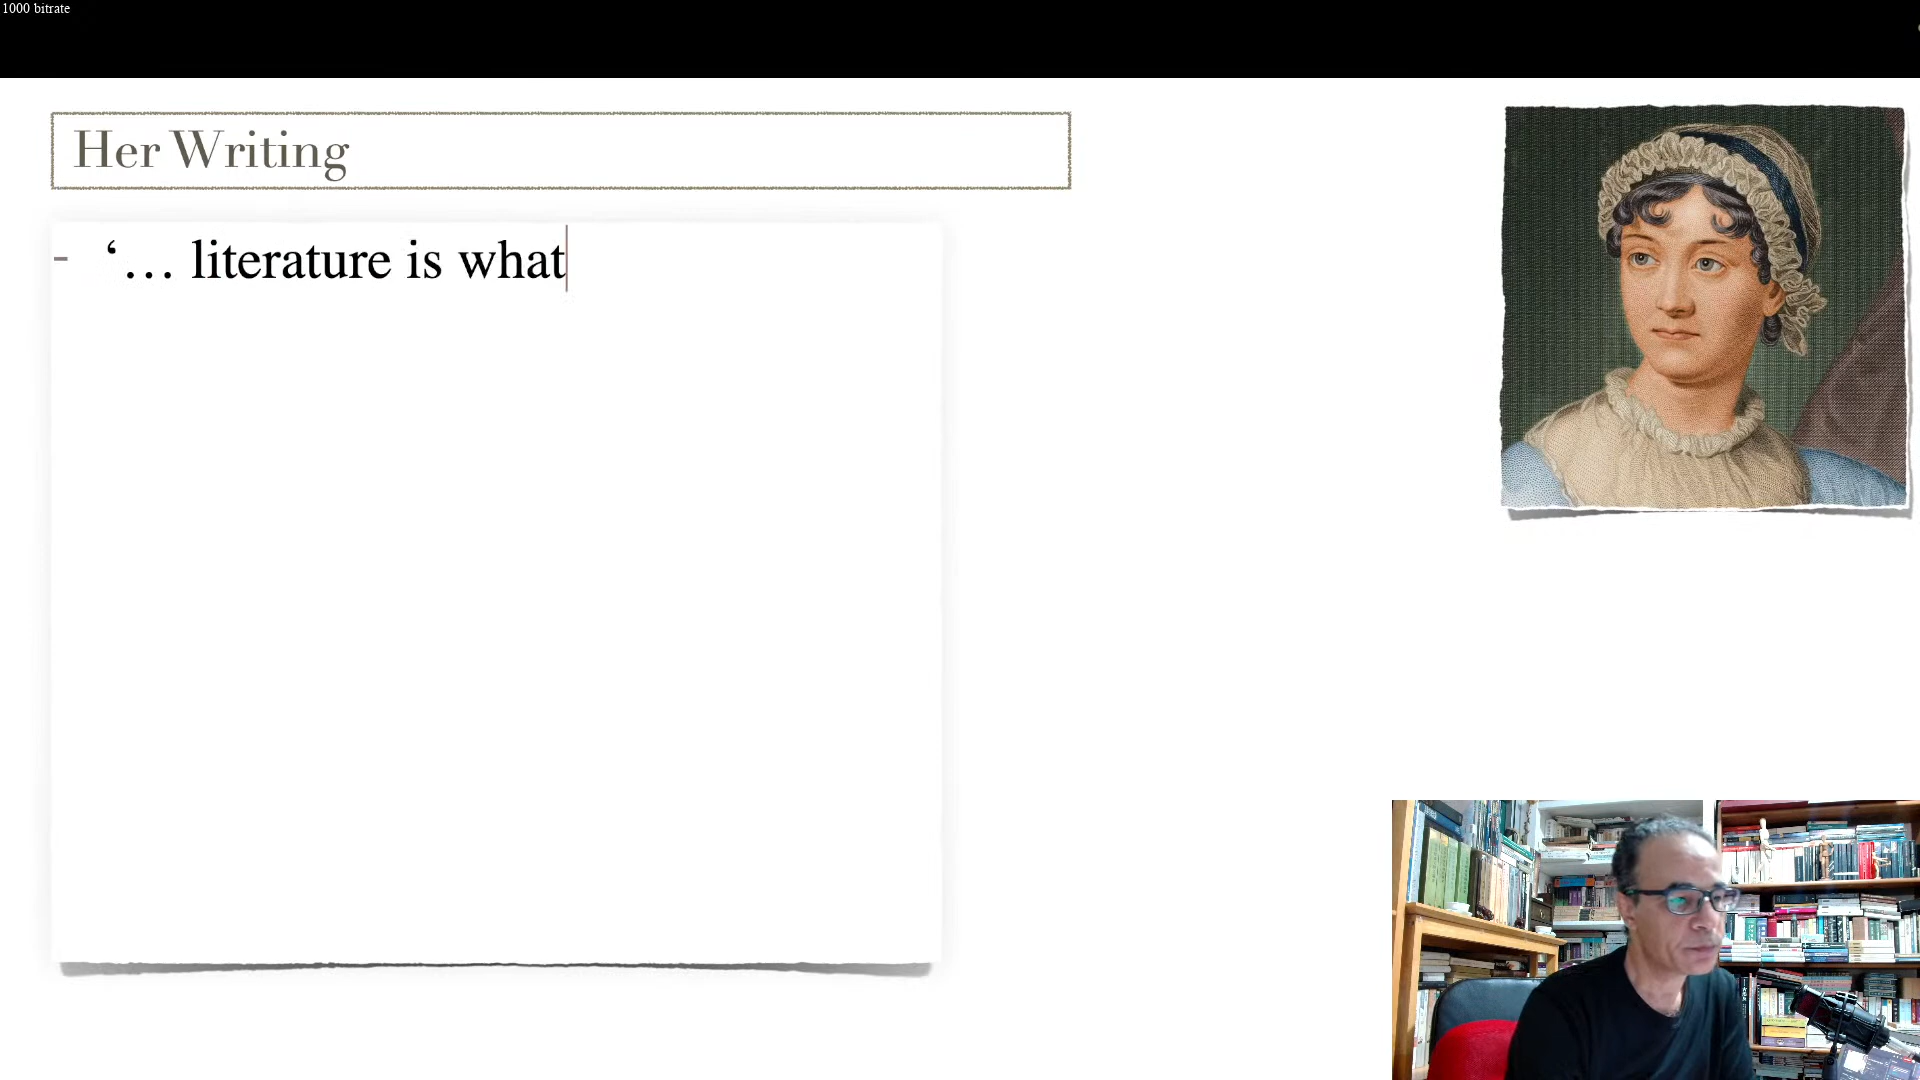 1000 bitrate
Her Writing
- ‘… literature is what